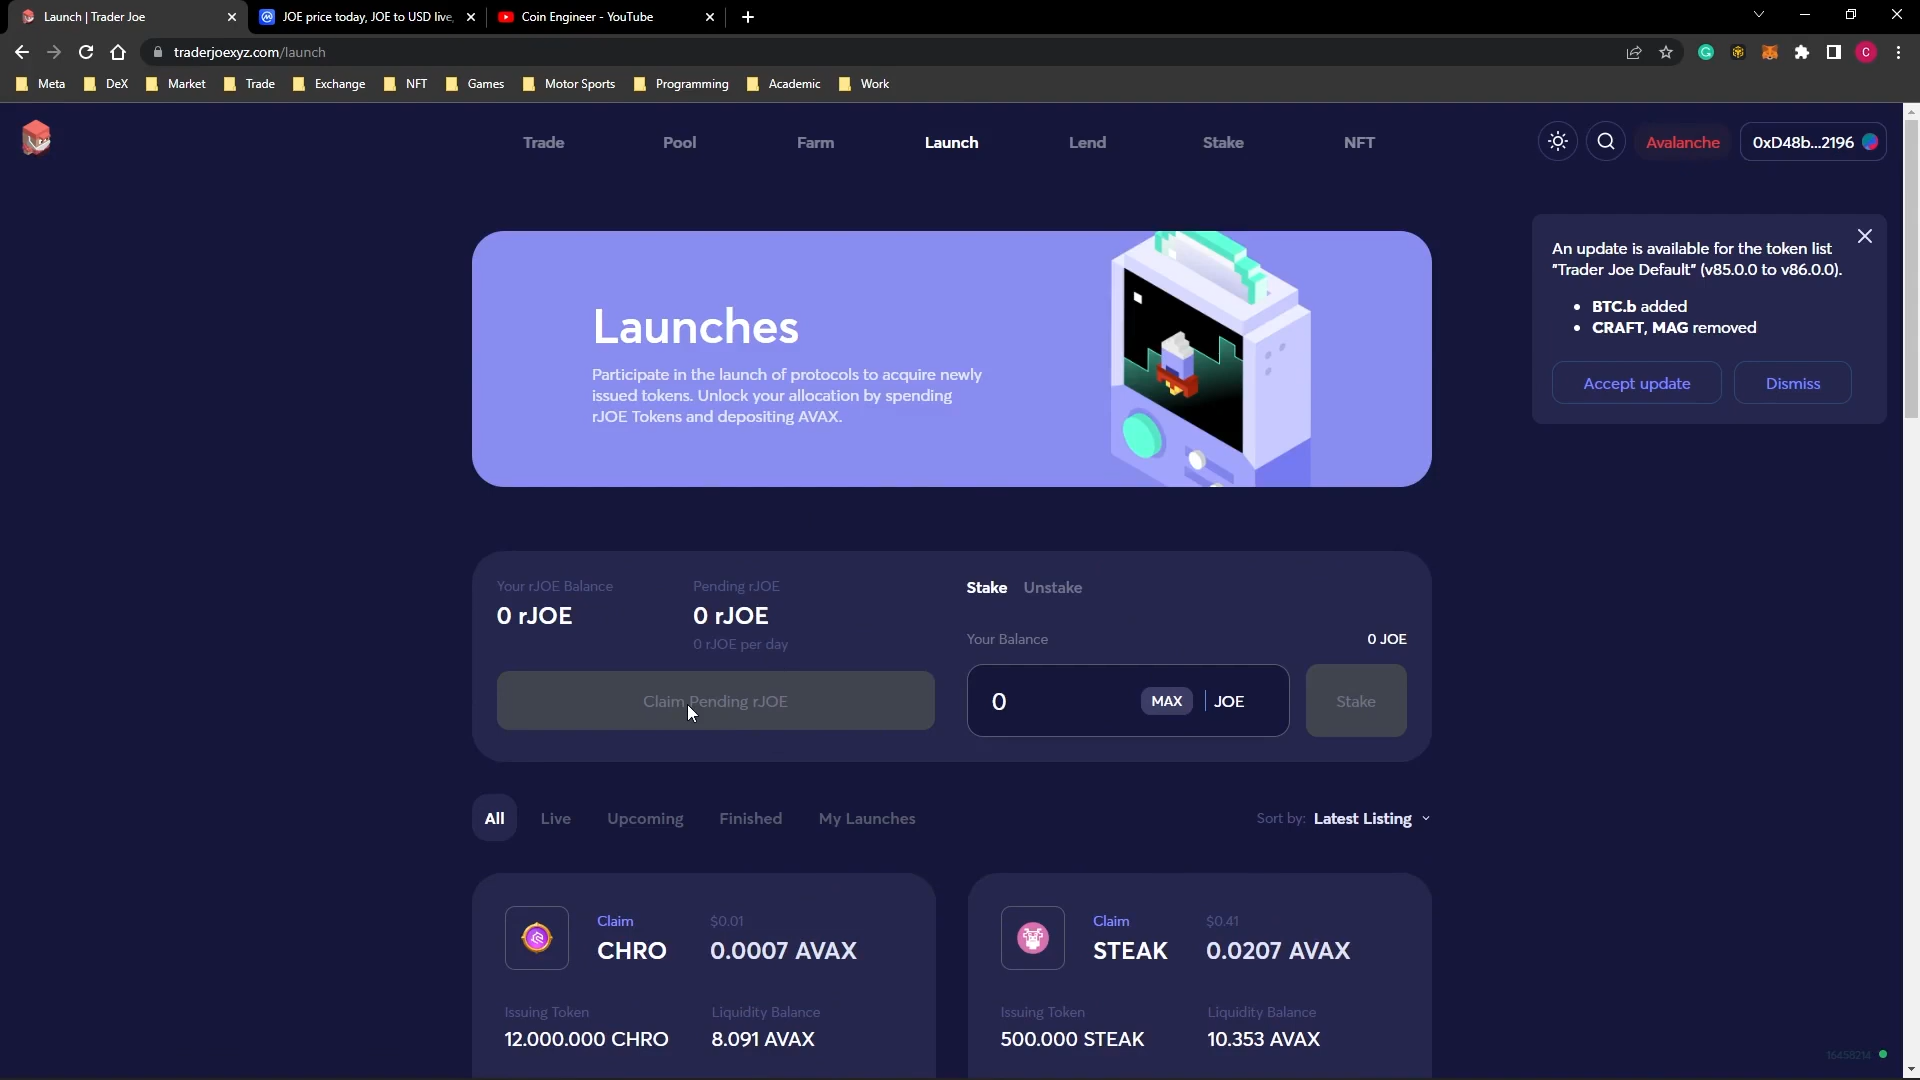 Launch | Trader Joe
JOE price today, JOE to USD live,
Coin Engineer - YouTube
traderjoexyz.com/launch
C
Meta
DeX
Market
Trade
Exchange
NFT
Games
Motor Sports
Programming
Academic
Work
Trade
Pool
Farm
Launch
Lend
Stake
NFT
Avalanche
0xD48b...2196
An update is available for the token list
"Trader Joe Default" (v85.0.0 to v86.0.0).
• BTC.b added
• CRAFT, MAG removed
Accept update
Dismiss
Launches
Participate in the launch of protocols to acquire newly
issued tokens. Unlock your allocation by spending
rJOE Tokens and depositing AVAX.
Your rJOE Balance
0 rJOE
Pending rJOE
0 rJOE
0 rJOE per day
Claim Pending rJOE
Stake
Unstake
Your Balance
0 JOE
0
MAX
JOE
Stake
All
Live
Upcoming
Finished
My Launches
Sort by: Latest Listing
Claim
CHRO
$0.01
0.0007 AVAX
Issuing Token
12.000.000 CHRO
Liquidity Balance
8.091 AVAX
Claim
STEAK
$0.41
0.0207 AVAX
Issuing Token
500.000 STEAK
Liquidity Balance
10.353 AVAX
16458214